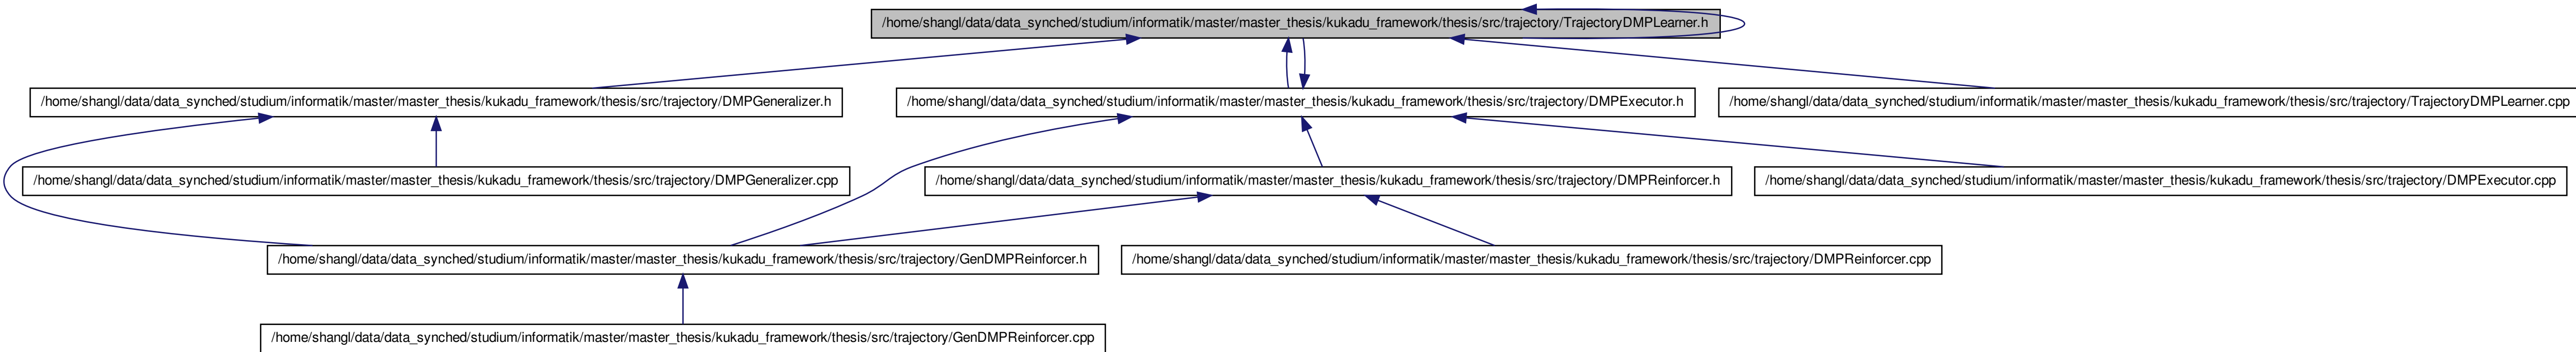 /home/shangl/data/data_synched/studium/informatik/master/master_thesis/kukadu_framework/thesis/src/trajectory/TrajectoryDMPLearner.h
/home/shangl/data/data_synched/studium/informatik/master/master_thesis/kukadu_framework/thesis/src/trajectory/DMPGeneralizer.h
/home/shangl/data/data_synched/studium/informatik/master/master_thesis/kukadu_framework/thesis/src/trajectory/DMPExecutor.h
/home/shangl/data/data_synched/studium/informatik/master/master_thesis/kukadu_framework/thesis/src/trajectory/TrajectoryDMPLearner.cpp
/home/shangl/data/data_synched/studium/informatik/master/master_thesis/kukadu_framework/thesis/src/trajectory/DMPGeneralizer.cpp
/home/shangl/data/data_synched/studium/informatik/master/master_thesis/kukadu_framework/thesis/src/trajectory/DMPReinforcer.h
/home/shangl/data/data_synched/studium/informatik/master/master_thesis/kukadu_framework/thesis/src/trajectory/DMPExecutor.cpp
/home/shangl/data/data_synched/studium/informatik/master/master_thesis/kukadu_framework/thesis/src/trajectory/GenDMPReinforcer.h
/home/shangl/data/data_synched/studium/informatik/master/master_thesis/kukadu_framework/thesis/src/trajectory/DMPReinforcer.cpp
/home/shangl/data/data_synched/studium/informatik/master/master_thesis/kukadu_framework/thesis/src/trajectory/GenDMPReinforcer.cpp